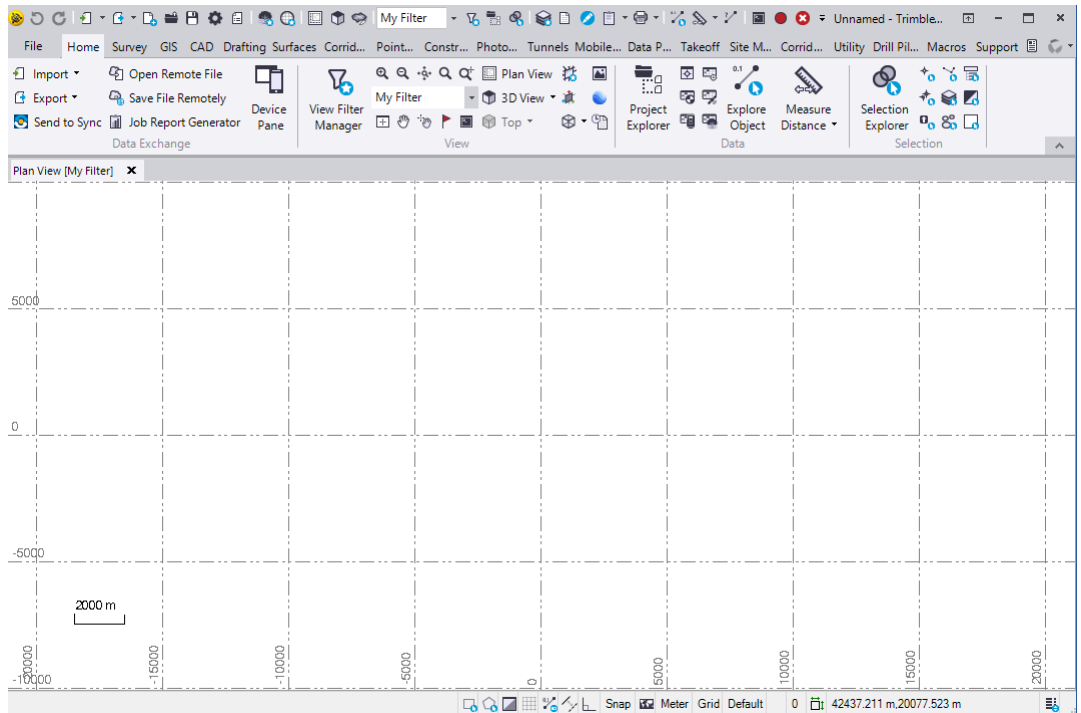 My Filter Unnamed - Trimble...
File Home Survey GIS CAD Drafting Surfaces Corrid... Point... Constr... Photo... Tunnels Mobile... Data P... Takeoff Site M... Corrid... Utility Drill Pil... Macros Support
Import Open Remote File Plan View
Export Save File Remotely My Filter 3D View
Send to Sync Job Report Generator Top
Device Pane
View Filter Manager
Project Explorer
0.1
Explore Object
Measure Distance
Selection Explorer
Data Exchange View Data Selection
Plan View [My Filter]
5000
0
-5000
2000 m
-10000
-20000 -15000 -10000 -5000 0 5000 10000 15000 20000
Snap Meter Grid Default 0 42437.211 m,20077.523 m